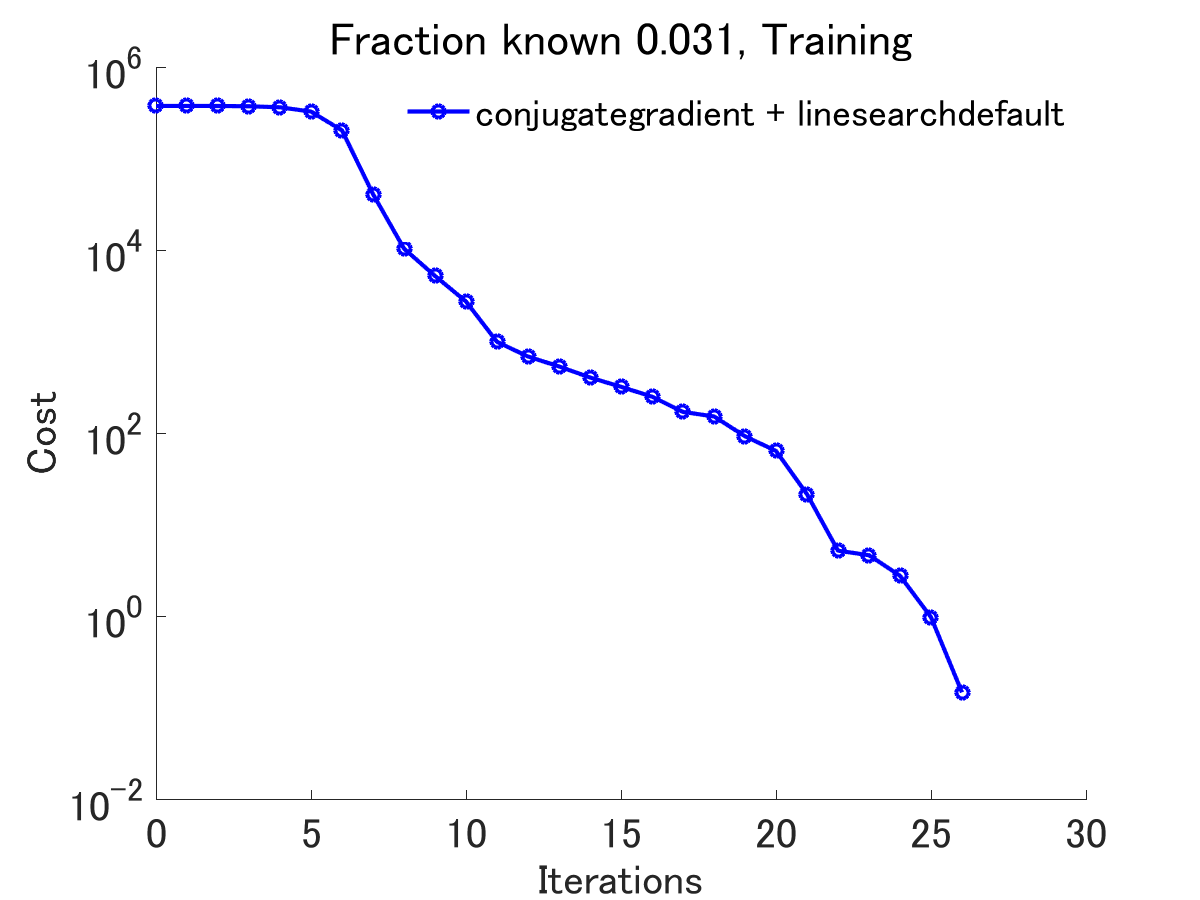 Fraction known 0.031, Training
conjugategradient + linesearchdefault
10^6
10^4
10^2
10^0
10^-2
Cost
0 5 10 15 20 25 30
Iterations